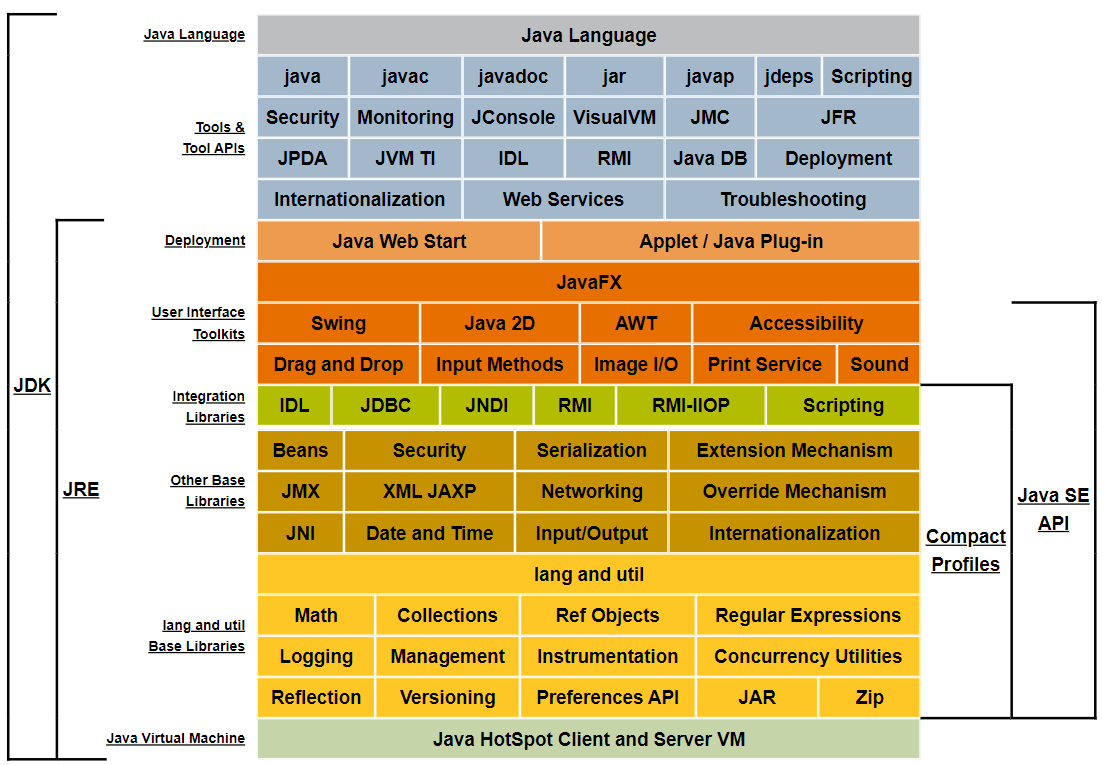 Java Language
Java Language
java javac javadoc jar javap jdeps Scripting
Tools &
Tool APIs
Security Monitoring JConsole VisualVM JMC JFR
JPDA JVM TI IDL RMI Java DB Deployment
Internationalization Web Services Troubleshooting
Deployment
Java Web Start Applet / Java Plug-in
JavaFX
User Interface
Toolkits
Swing Java 2D AWT Accessibility
Drag and Drop Input Methods Image I/O Print Service Sound
JDK
Integration
Libraries
IDL JDBC JNDI RMI RMI-IIOP Scripting
Other Base
Libraries
Beans Security Serialization Extension Mechanism
JRE
JMX XML JAXP Networking Override Mechanism
Java SE
API
JNI Date and Time Input/Output Internationalization
Compact
Profiles
lang and util
lang and util
Base Libraries
Math Collections Ref Objects Regular Expressions
Logging Management Instrumentation Concurrency Utilities
Reflection Versioning Preferences API JAR Zip
Java Virtual Machine
Java HotSpot Client and Server VM